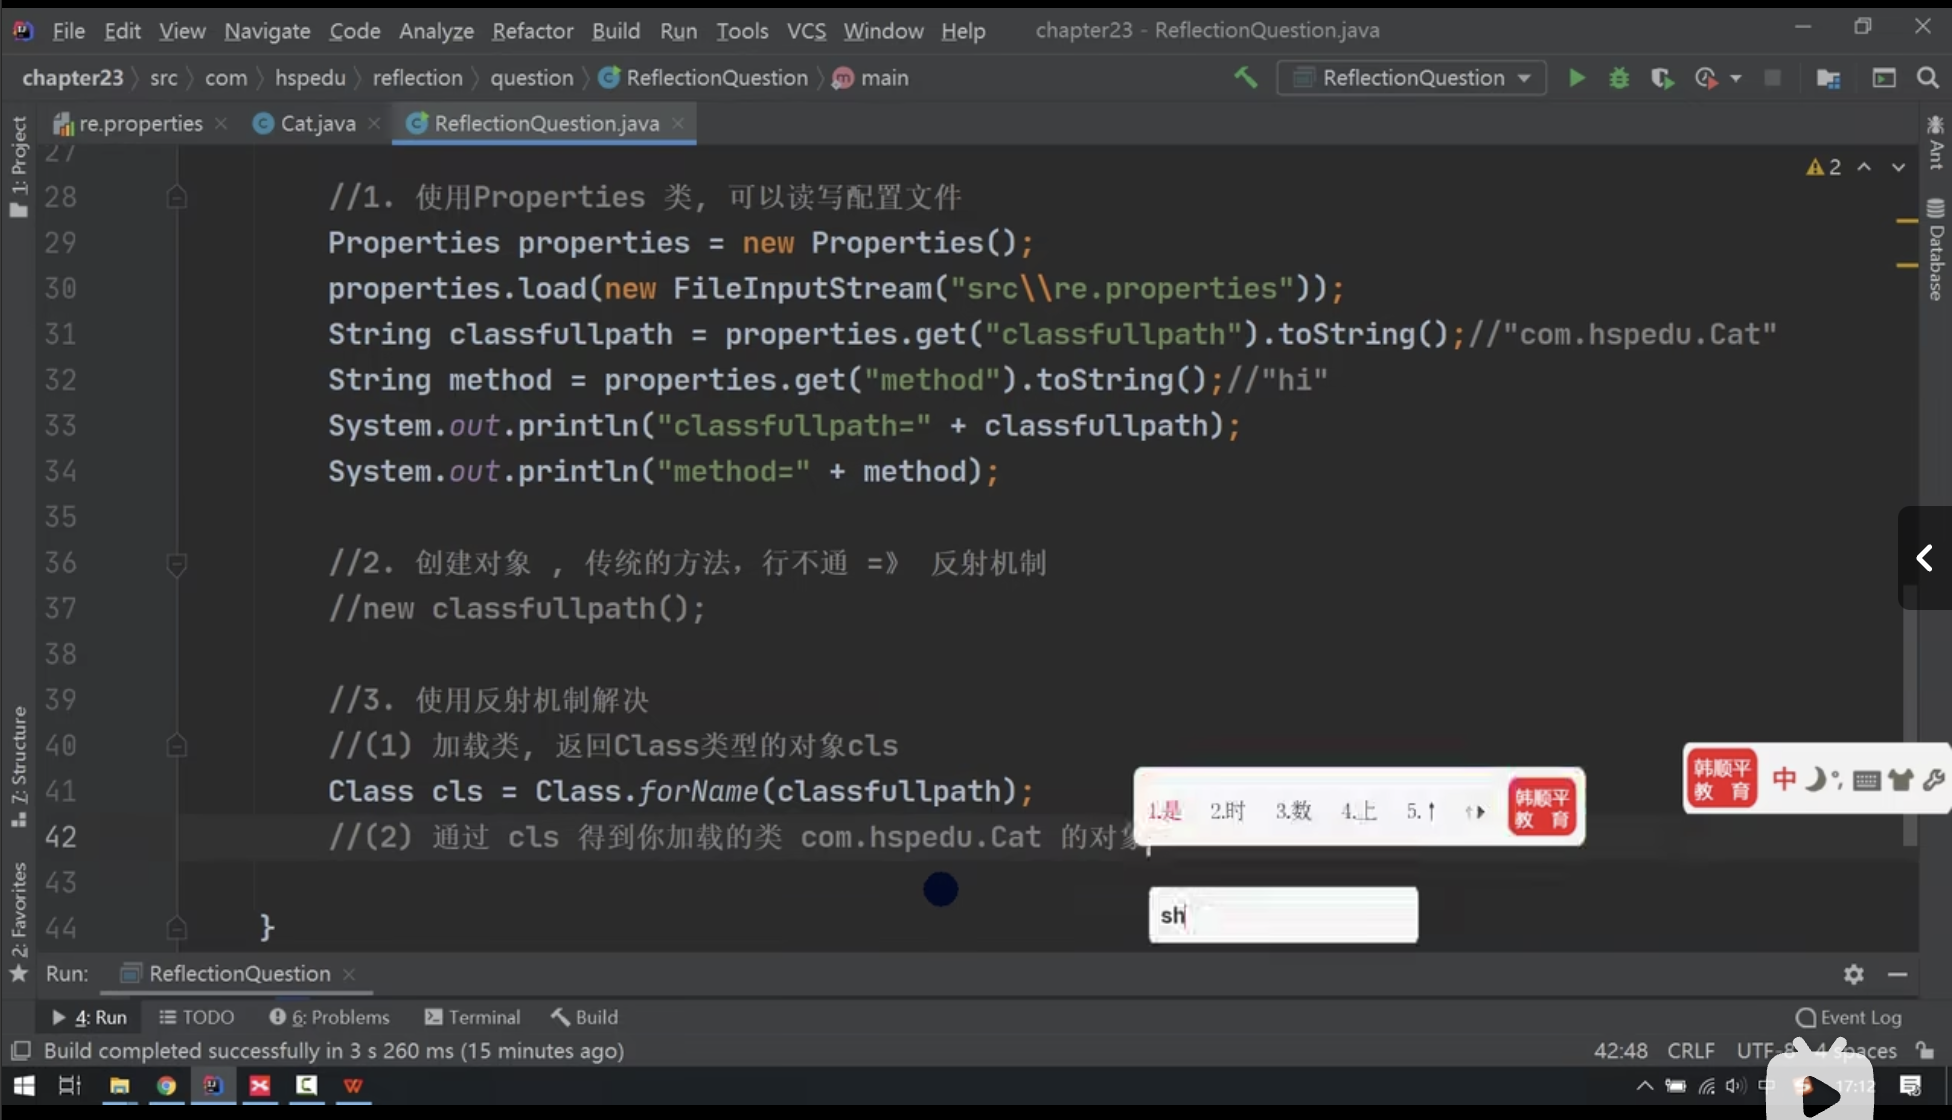 File Edit View Navigate Code Analyze Refactor Build Run Tools VCS Window Help chapter23 - ReflectionQuestion.java
chapter23 src com hspedu reflection question ReflectionQuestion main ReflectionQuestion
re.properties Cat.java ReflectionQuestion.java
1: Project
7: Structure
2: Favorites
Ant
Database
2
27
28 //1. 使用Properties 类, 可以读写配置文件
29 Properties properties = new Properties();
30 properties.load(new FileInputStream("src\\re.properties"));
31 String classfullpath = properties.get("classfullpath").toString();//"com.hspedu.Cat"
32 String method = properties.get("method").toString();//"hi"
33 System.out.println("classfullpath=" + classfullpath);
34 System.out.println("method=" + method);
35
36 //2. 创建对象 , 传统的方法，行不通 =》 反射机制
37 //new classfullpath();
38
39 //3. 使用反射机制解决
40 //(1) 加载类, 返回Class类型的对象cls
41 Class cls = Class.forName(classfullpath);
42 //(2) 通过 cls 得到你加载的类 com.hspedu.Cat 的对象
43
44 }
1.是 2.时 3.数 4.上 5.↑
韩顺平
教 育
sh
韩顺平
教 育
中
Run: ReflectionQuestion
4: Run TODO 6: Problems Terminal Build Event Log
Build completed successfully in 3 s 260 ms (15 minutes ago) 42:48 CRLF UTF-8 4 spaces
中 17:12